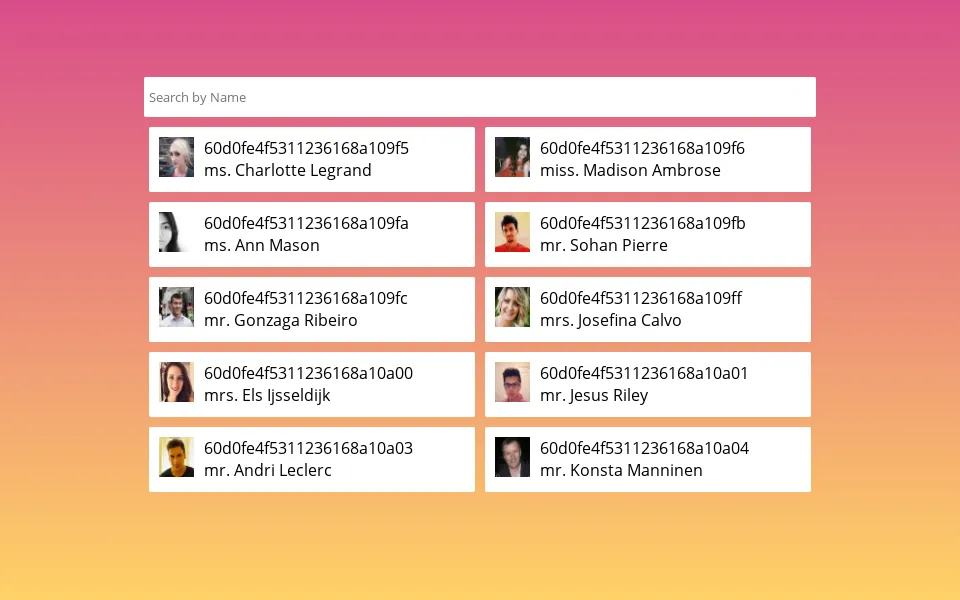 Search by Name
60d0fe4f5311236168a109f5
ms. Charlotte Legrand
60d0fe4f5311236168a109f6
miss. Madison Ambrose
60d0fe4f5311236168a109fa
ms. Ann Mason
60d0fe4f5311236168a109fb
mr. Sohan Pierre
60d0fe4f5311236168a109fc
mr. Gonzaga Ribeiro
60d0fe4f5311236168a109ff
mrs. Josefina Calvo
60d0fe4f5311236168a10a00
mrs. Els Ijsseldijk
60d0fe4f5311236168a10a01
mr. Jesus Riley
60d0fe4f5311236168a10a03
mr. Andri Leclerc
60d0fe4f5311236168a10a04
mr. Konsta Manninen